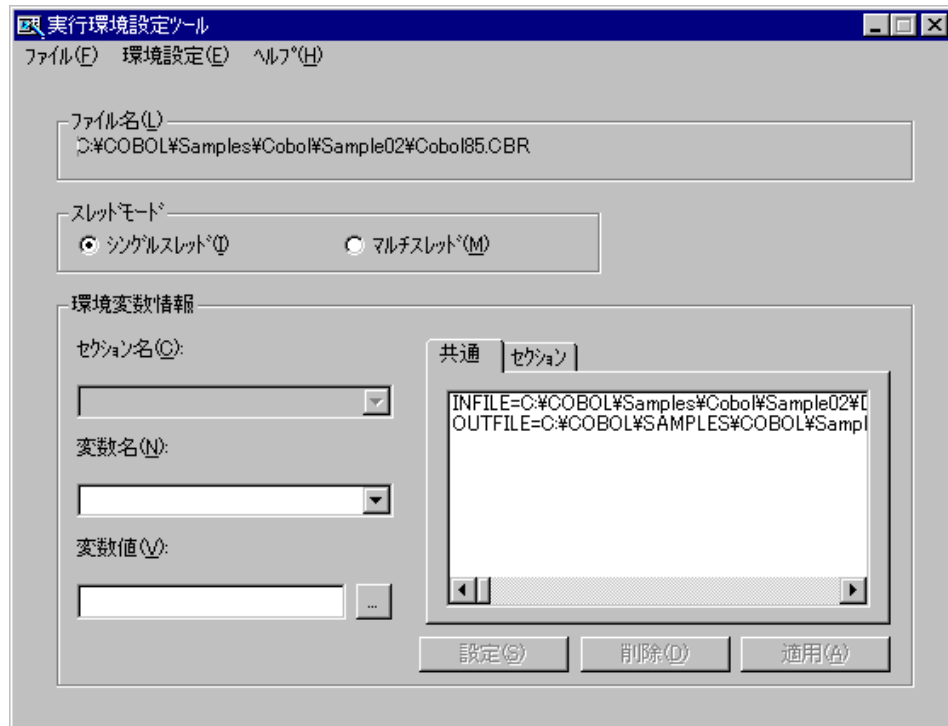 実行環境設定ツール
ファイル(F) 環境設定(E) ヘルプ(H)
ファイル名(L)
C:¥COBOL¥Samples¥Cobol¥Sample02¥Cobol85.CBR
スレッドモード
シングルスレッド(I) マルチスレッド(M)
環境変数情報
セクション名(C):
共通 セクション
INFILE=C:¥COBOL¥Samples¥Cobol¥Sample02¥D
OUTFILE=C:¥COBOL¥SAMPLES¥COBOL¥Sampl
変数名(N):
変数値(V):
...
設定(S) 削除(D) 適用(A)